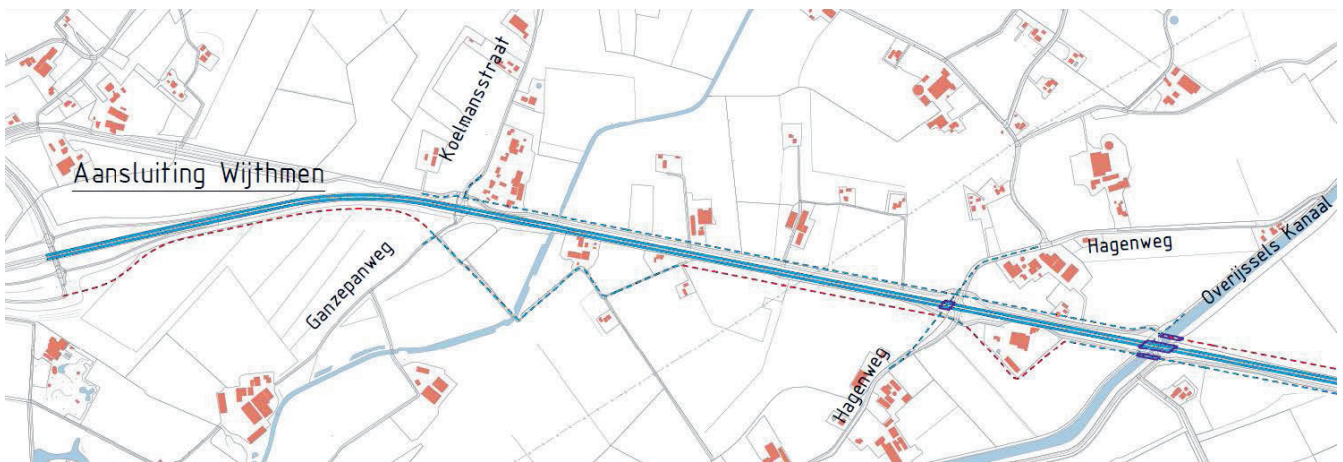 Koelmansstraat
Aansluiting Wijthmen
Ganzepanweg
Hagenweg
Overijssels Kanaal
Hagenweg